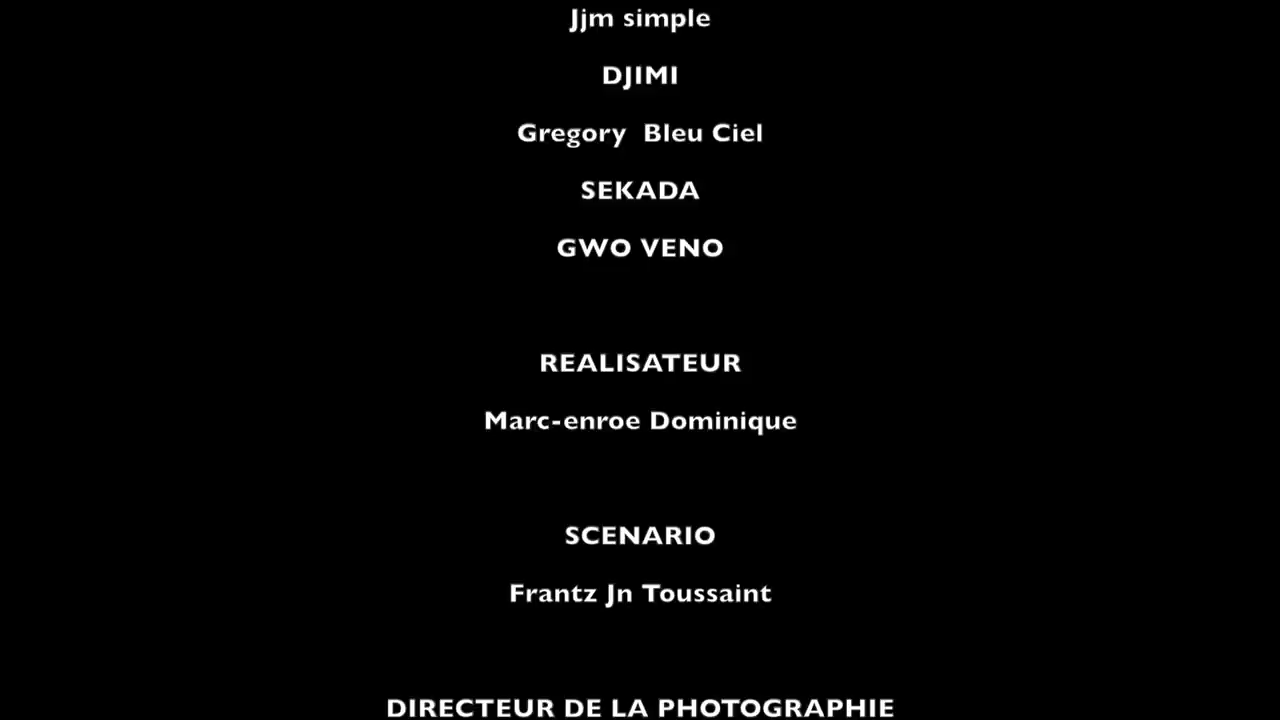 Jjm simple
DJIMI
Gregory  Bleu Ciel
SEKADA
GWO VENO
REALISATEUR
Marc-enroe Dominique
SCENARIO
Frantz Jn Toussaint
DIRECTEUR DE LA PHOTOGRAPHIE